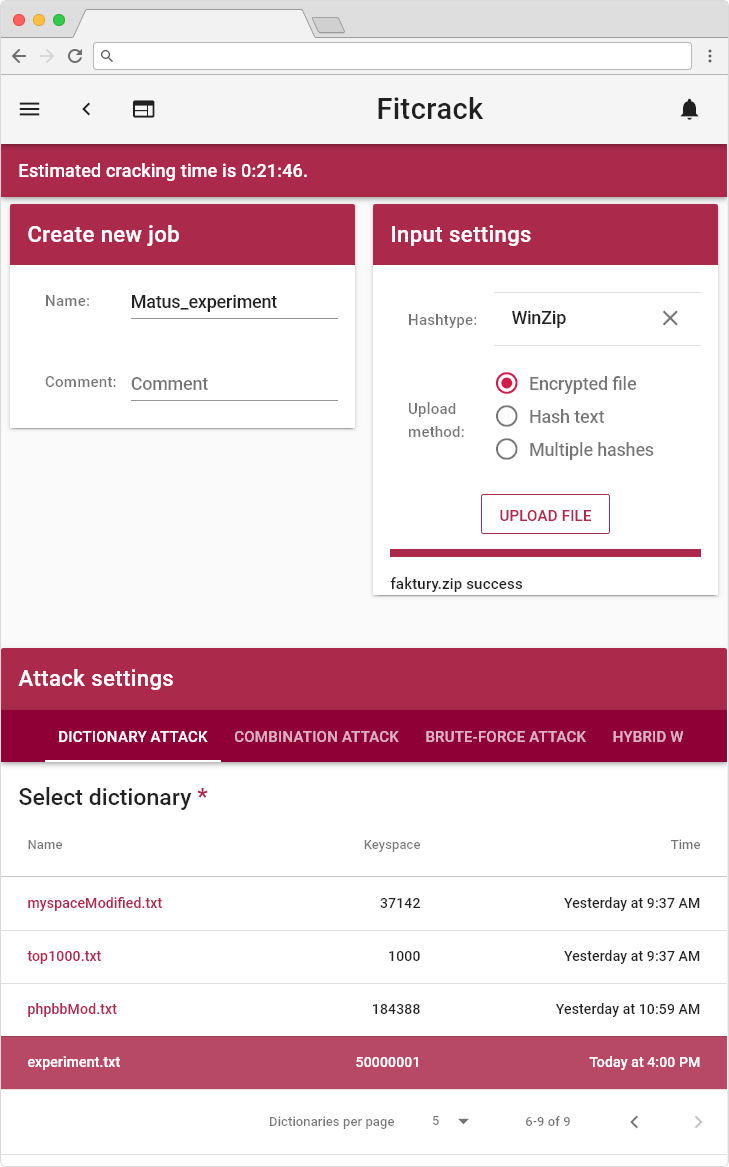 Fitcrack
Estimated cracking time is 0:21:46.
Create new job
Name: Matus_experiment
Comment: Comment
Input settings
Hashtype: WinZip
Upload method:
Encrypted file
Hash text
Multiple hashes
UPLOAD FILE
faktury.zip success
Attack settings
DICTIONARY ATTACK COMBINATION ATTACK BRUTE-FORCE ATTACK HYBRID W
Select dictionary *
Name Keyspace Time
myspaceModified.txt 37142 Yesterday at 9:37 AM
top1000.txt 1000 Yesterday at 9:37 AM
phpbbMod.txt 184388 Yesterday at 10:59 AM
experiment.txt 50000001 Today at 4:00 PM
Dictionaries per page 5 6-9 of 9